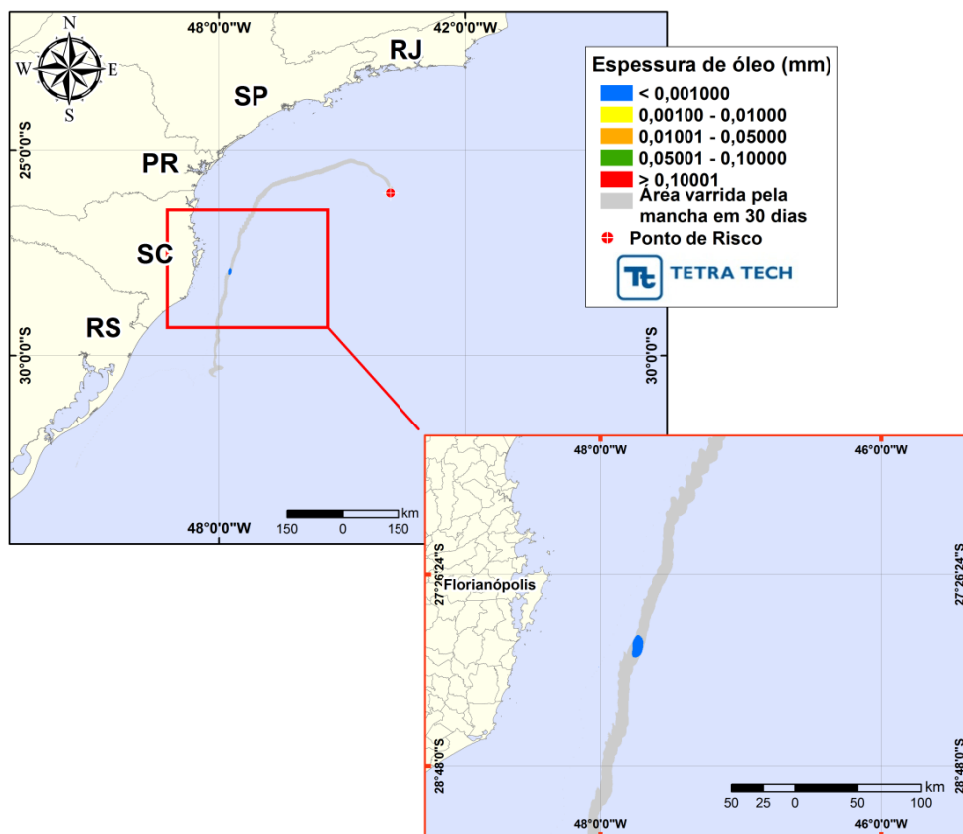 N
W E
S
48°0'0"W
42°0'0"W
RJ
SP
PR
SC
RS
25°0'0"S
25°0'0"S
30°0'0"S
30°0'0"S
48°0'0"W
km
150 0 150
Espessura de óleo (mm)
< 0,001000
0,00100 - 0,01000
0,01001 - 0,05000
0,05001 - 0,10000
> 0,10001
Área varrida pela
mancha em 30 dias
Ponto de Risco
Tt TETRA TECH
48°0'0"W
46°0'0"W
27°26'24"S
27°26'24"S
Florianópolis
28°48'0"S
28°48'0"S
km
50 25 0 50 100
48°0'0"W
46°0'0"W